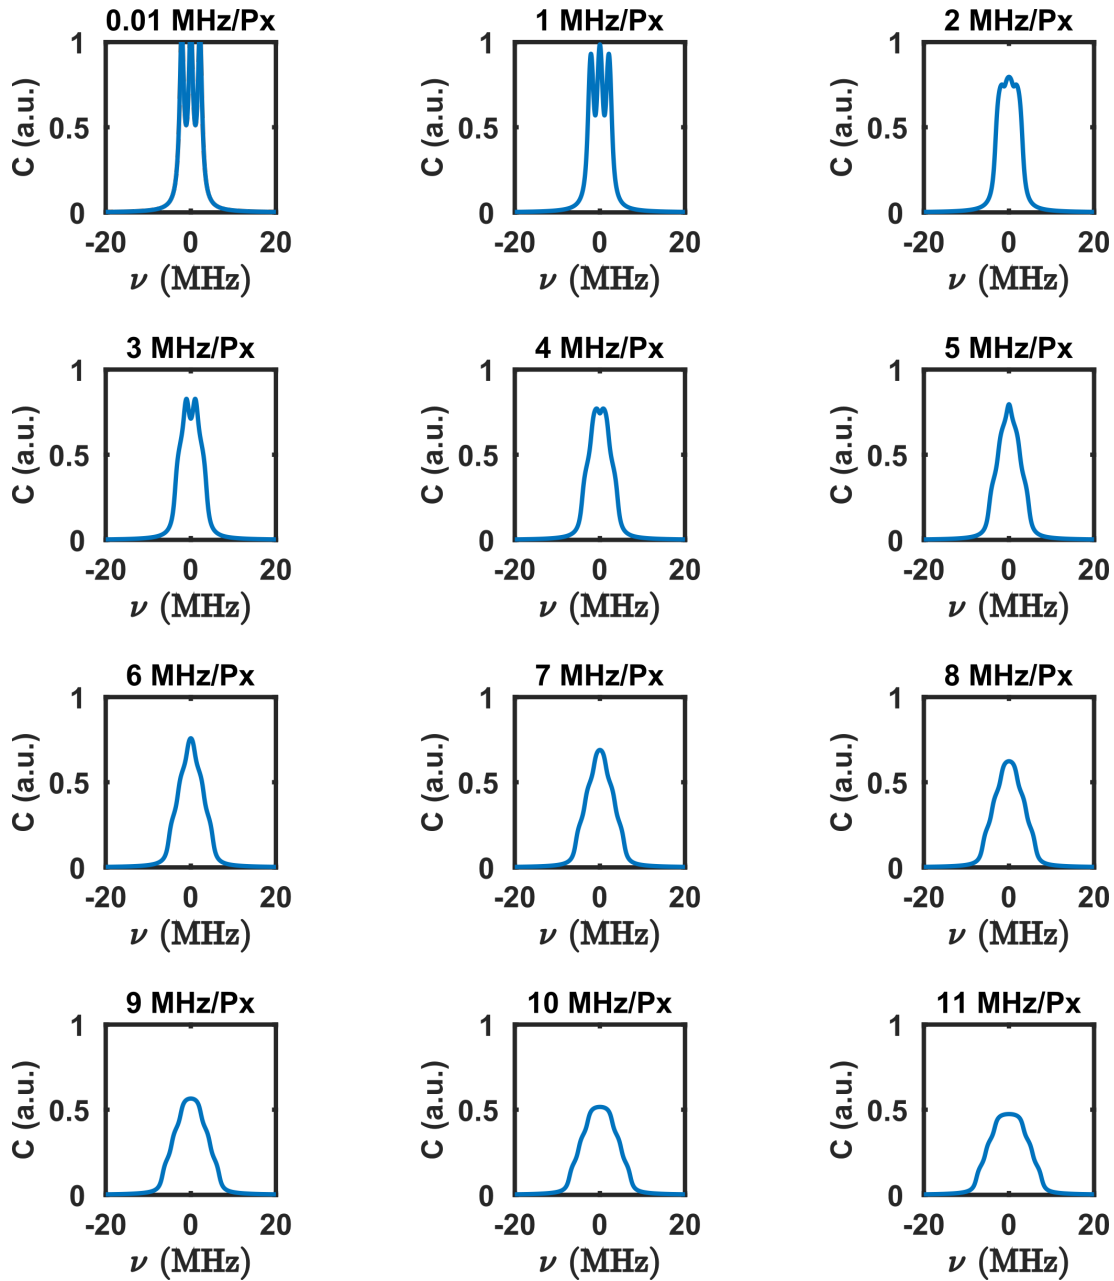 0.01 MHz/Px
1 MHz/Px
2 MHz/Px
1
0.5
0
C (a.u.)
-20 0 20
ν (MHz)
1
0.5
0
C (a.u.)
-20 0 20
ν (MHz)
1
0.5
0
C (a.u.)
-20 0 20
ν (MHz)
3 MHz/Px
4 MHz/Px
5 MHz/Px
1
0.5
0
C (a.u.)
-20 0 20
ν (MHz)
1
0.5
0
C (a.u.)
-20 0 20
ν (MHz)
1
0.5
0
C (a.u.)
-20 0 20
ν (MHz)
6 MHz/Px
7 MHz/Px
8 MHz/Px
1
0.5
0
C (a.u.)
-20 0 20
ν (MHz)
1
0.5
0
C (a.u.)
-20 0 20
ν (MHz)
1
0.5
0
C (a.u.)
-20 0 20
ν (MHz)
9 MHz/Px
10 MHz/Px
11 MHz/Px
1
0.5
0
C (a.u.)
-20 0 20
ν (MHz)
1
0.5
0
C (a.u.)
-20 0 20
ν (MHz)
1
0.5
0
C (a.u.)
-20 0 20
ν (MHz)